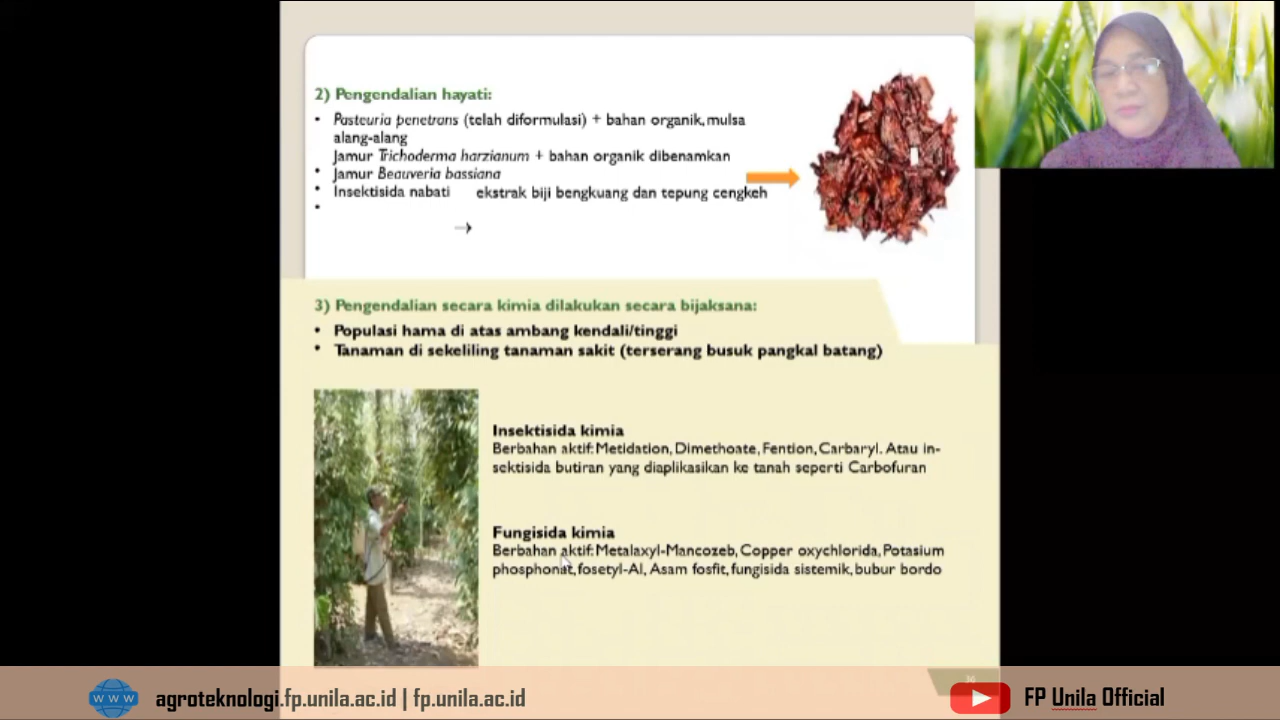 2) Pengendalian hayati:
• Pasteuria penetrans (telah diformulasi) + bahan organik, mulsa
alang-alang
Jamur Trichoderma harzianum + bahan organik dibenamkan
• Jamur Beauveria bassiana
• Insektisida nabati ekstrak biji bengkuang dan tepung cengkeh
•
→
3) Pengendalian secara kimia dilakukan secara bijaksana:
• Populasi hama di atas ambang kendali/tinggi
• Tanaman di sekeliling tanaman sakit (terserang busuk pangkal batang)
Insektisida kimia
Berbahan aktif: Metidation, Dimethoate, Fention, Carbaryl. Atau in-
sektisida butiran yang diaplikasikan ke tanah seperti Carbofuran
Fungisida kimia
Berbahan aktif: Metalaxyl-Mancozeb, Copper oxychlorida, Potasium
phosphonat, fosetyl-Al, Asam fosfit, fungisida sistemik, bubur bordo
30
WWW agroteknologi.fp.unila.ac.id | fp.unila.ac.id
FP Unila Official